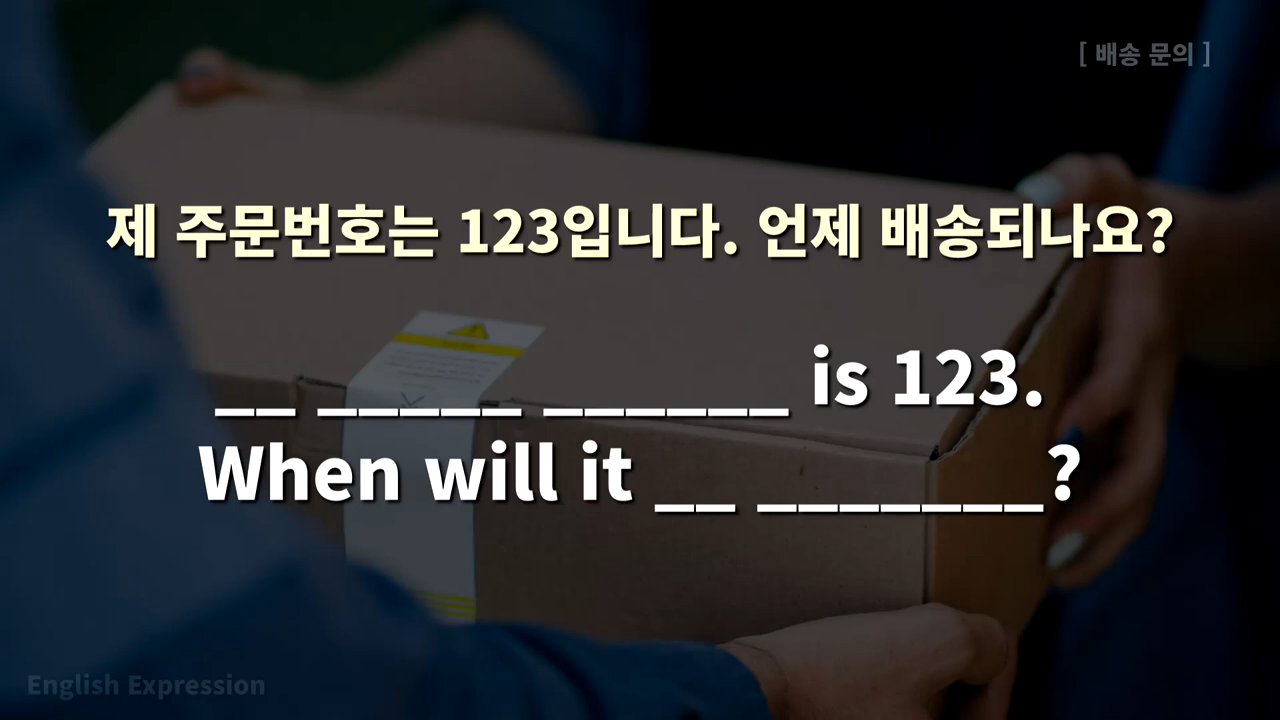 [ 배송 문의 ]
제 주문번호는 123입니다. 언제 배송되나요?
__ _____ ______ is 123.
When will it __ _______?
English Expression